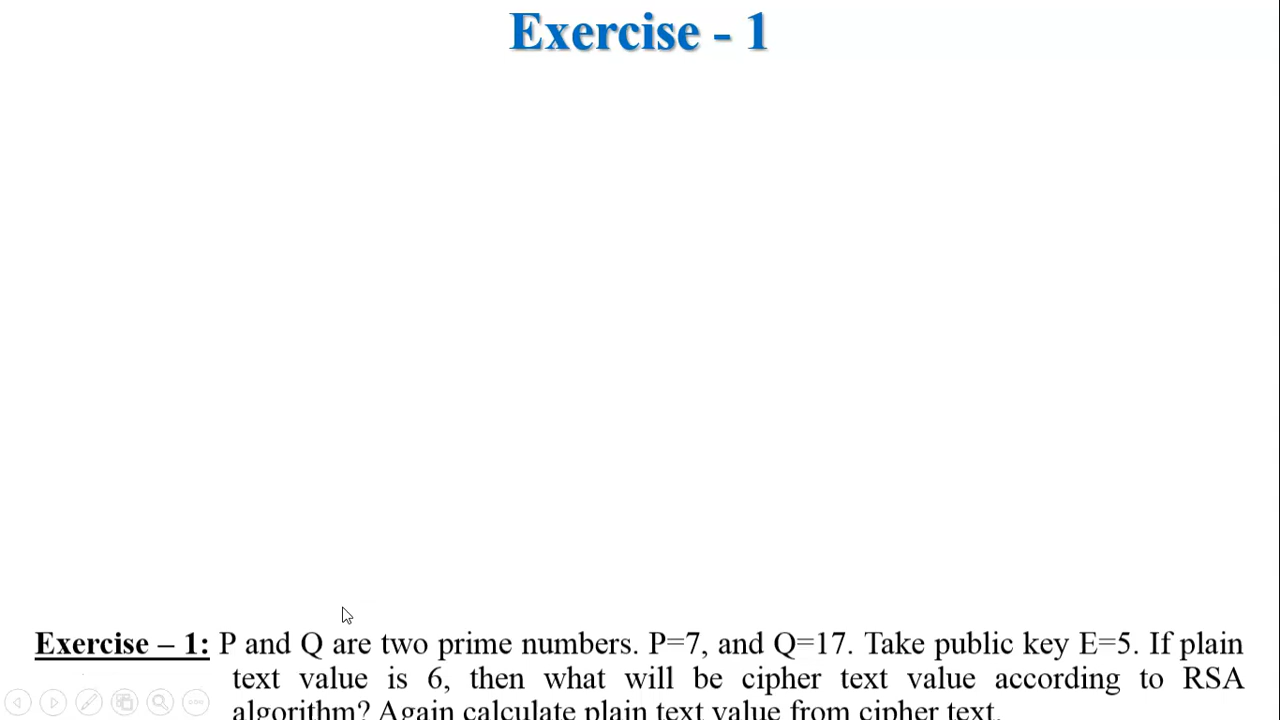 Exercise - 1
Exercise – 1: P and Q are two prime numbers. P=7, and Q=17. Take public key E=5. If plain
text value is 6, then what will be cipher text value according to RSA
algorithm? Again calculate plain text value from cipher text.